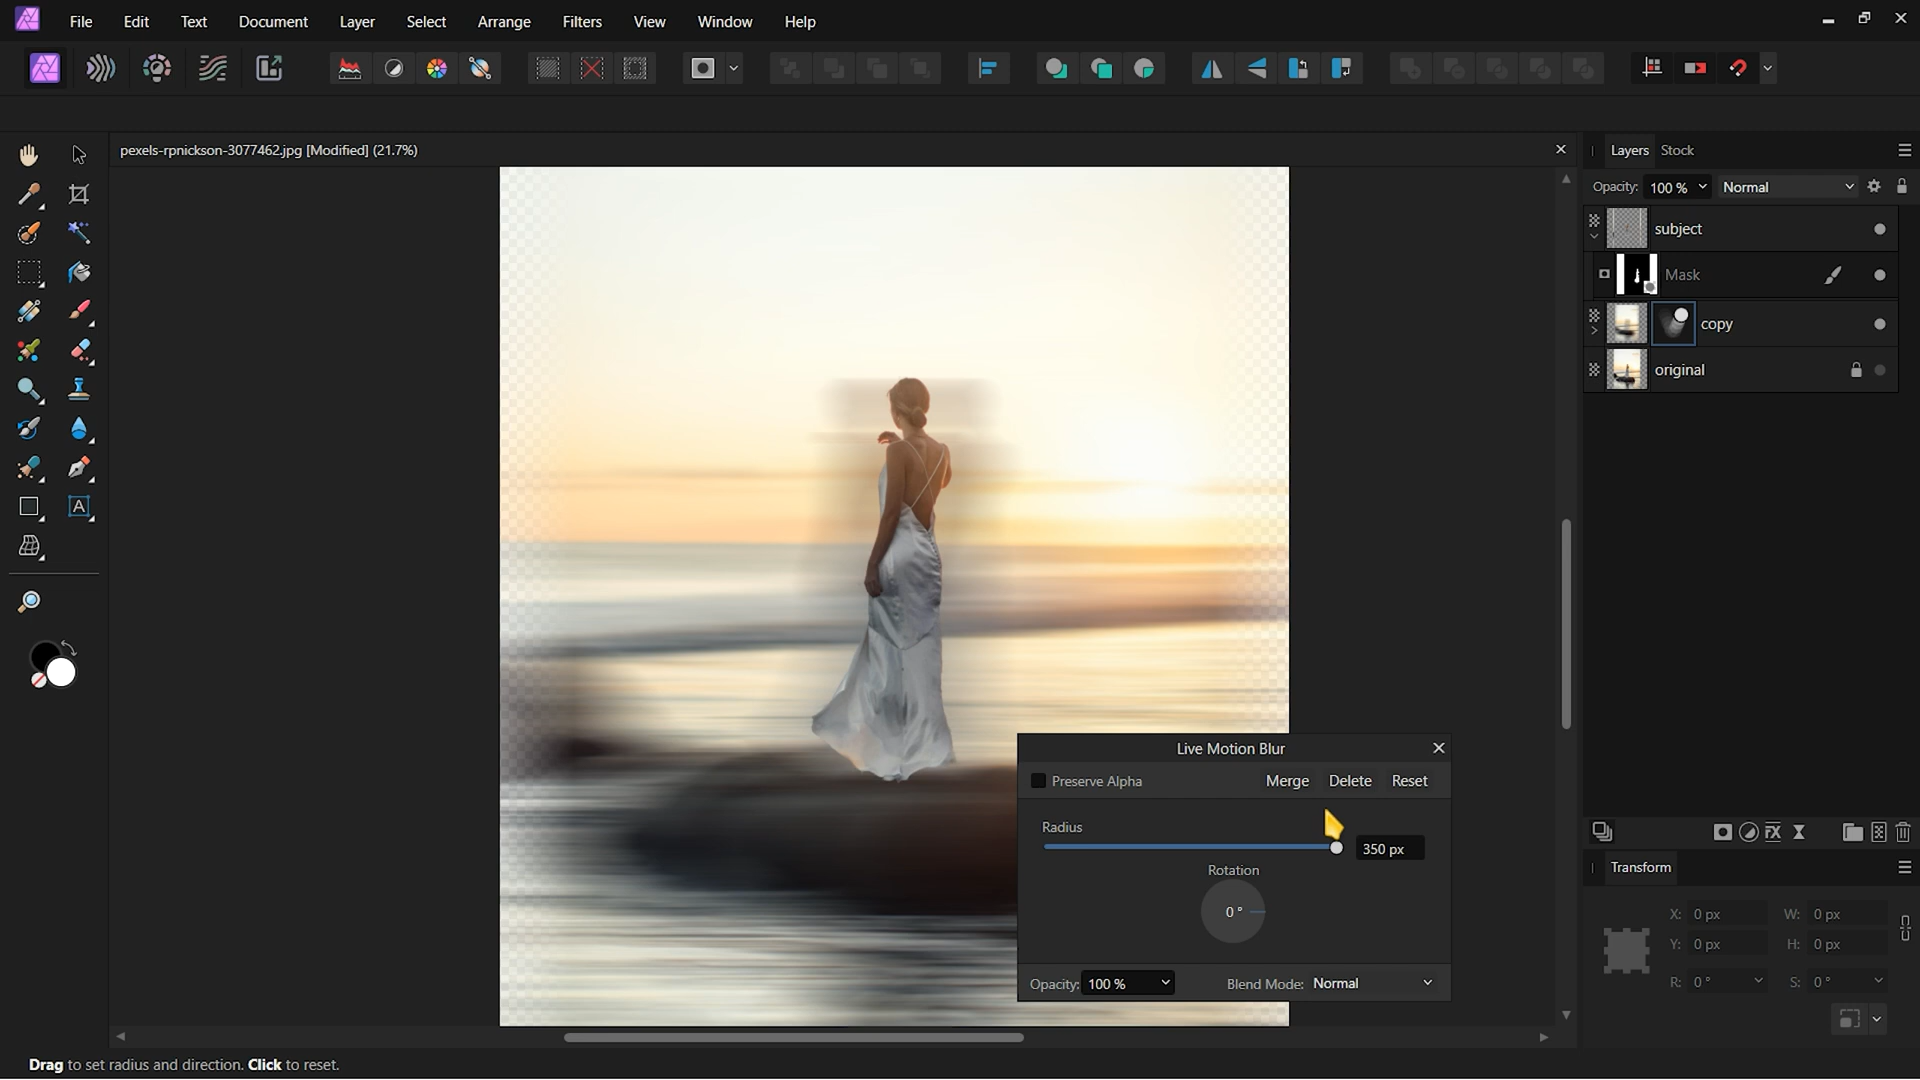 File Edit Text Document Layer Select Arrange Filters View Window Help
pexels-rpnickson-3077462.jpg [Modified] (21.7%)
Layers Stock
Opacity: 100 % Normal
subject
Mask
copy
original
Live Motion Blur
Preserve Alpha Merge Delete Reset
Radius
350 px
Rotation
0 °
Opacity: 100 % Blend Mode: Normal
Transform
X: 0 px W: 0 px
Y: 0 px H: 0 px
R: 0 ° S: 0 °
Drag to set radius and direction. Click to reset.